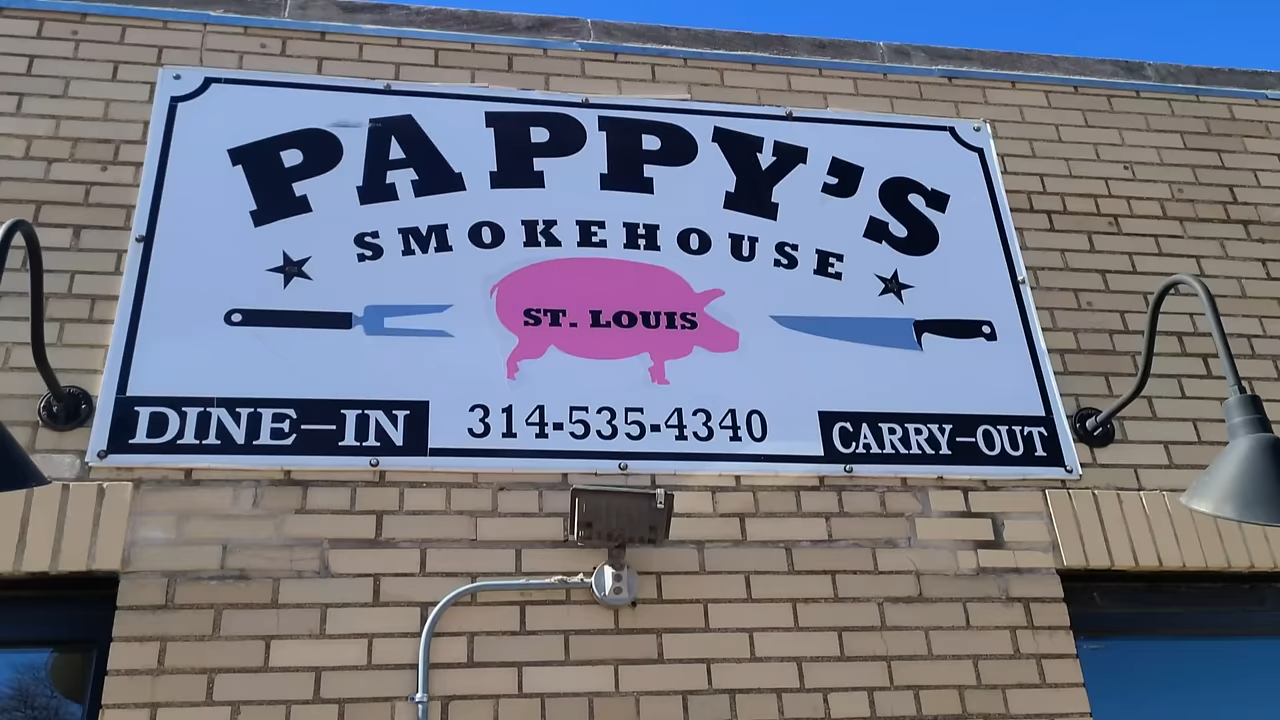 PAPPY'S
SMOKEHOUSE
ST. LOUIS
DINE-IN
314-535-4340
CARRY-OUT